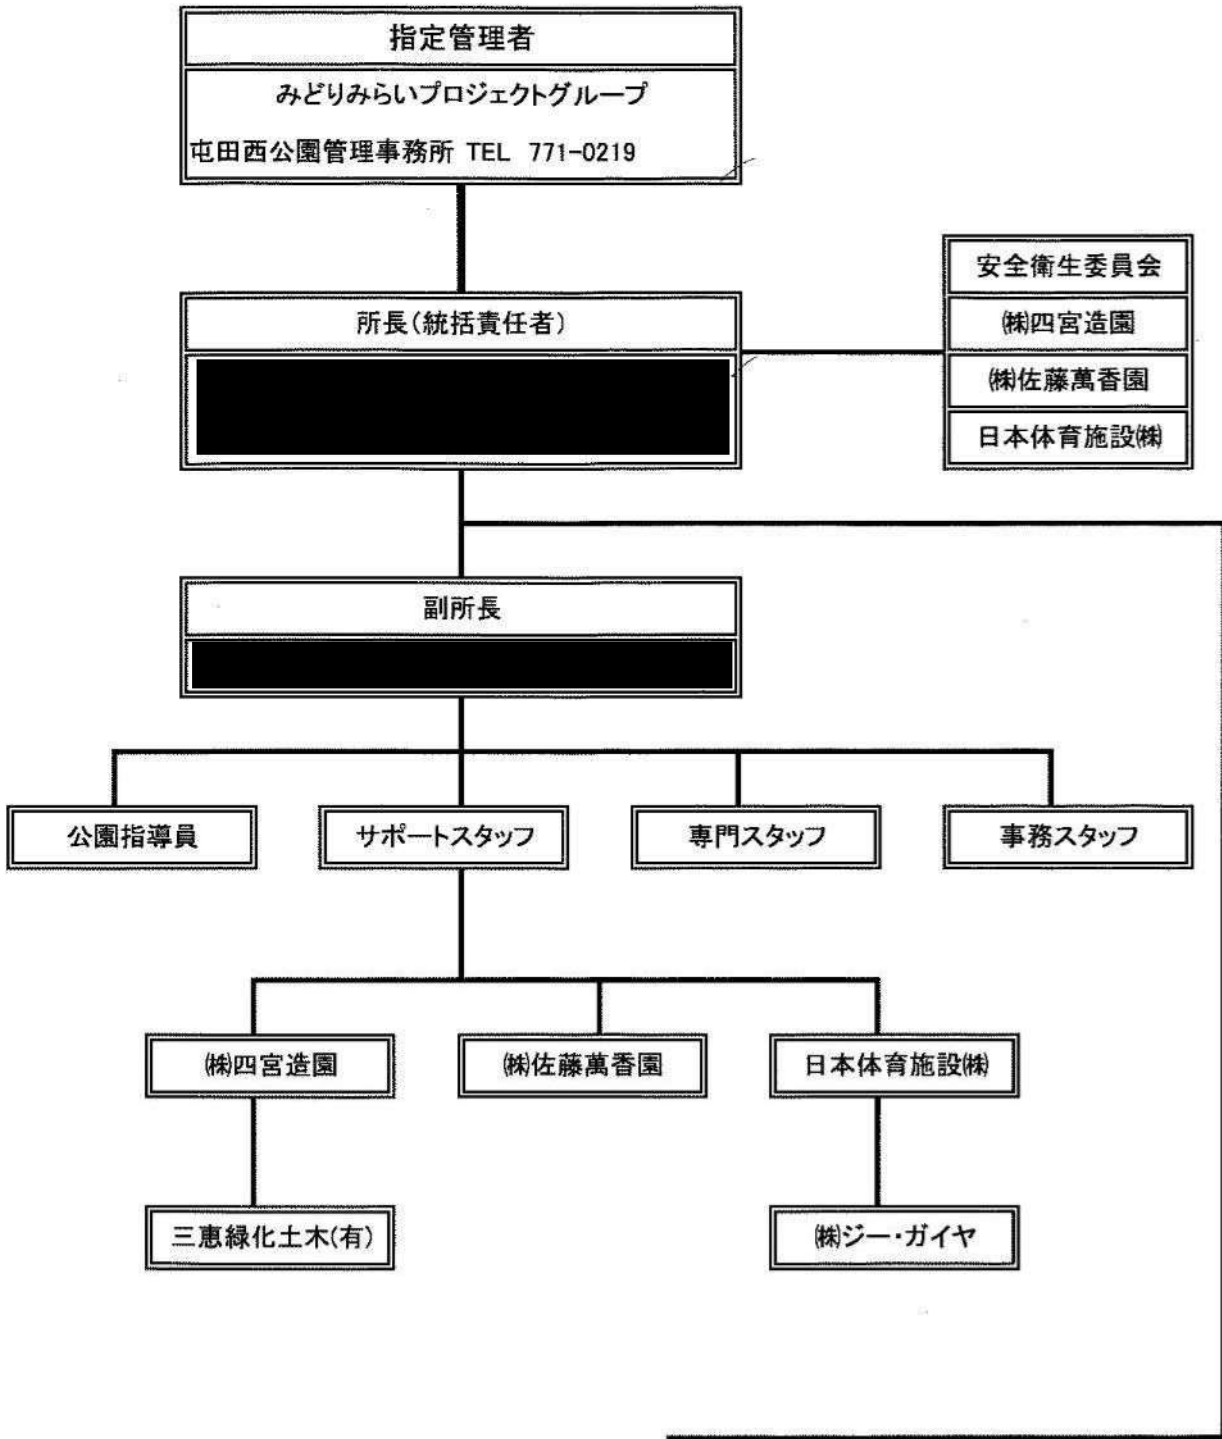 指定管理者
みどりみらいプロジェクトグループ
屯田西公園管理事務所 TEL 771-0219
所長(統括責任者)
安全衛生委員会
㈱四宮造園
㈱佐藤萬香園
日本体育施設㈱
副所長
公園指導員
サポートスタッフ
専門スタッフ
事務スタッフ
㈱四宮造園
㈱佐藤萬香園
日本体育施設㈱
三恵緑化土木(有)
㈱ジー・ガイヤ